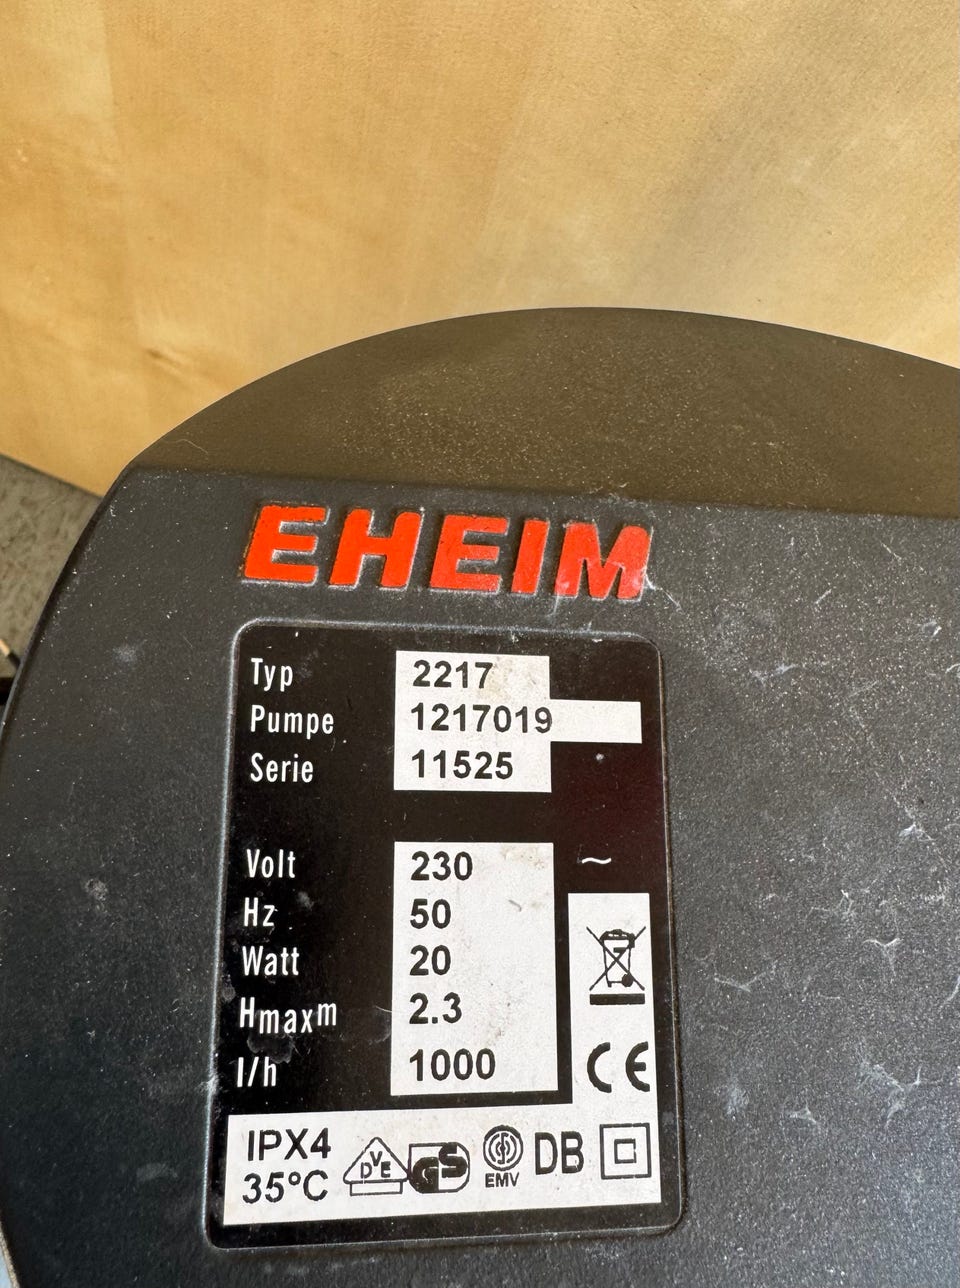 EHEIM
Typ 2217
Pumpe 1217019
Serie 11525
Volt 230 ~
Hz 50
Watt 20
Hmaxm 2.3
l/h 1000
CE
IPX4
35°C
DVE GS EMV DB